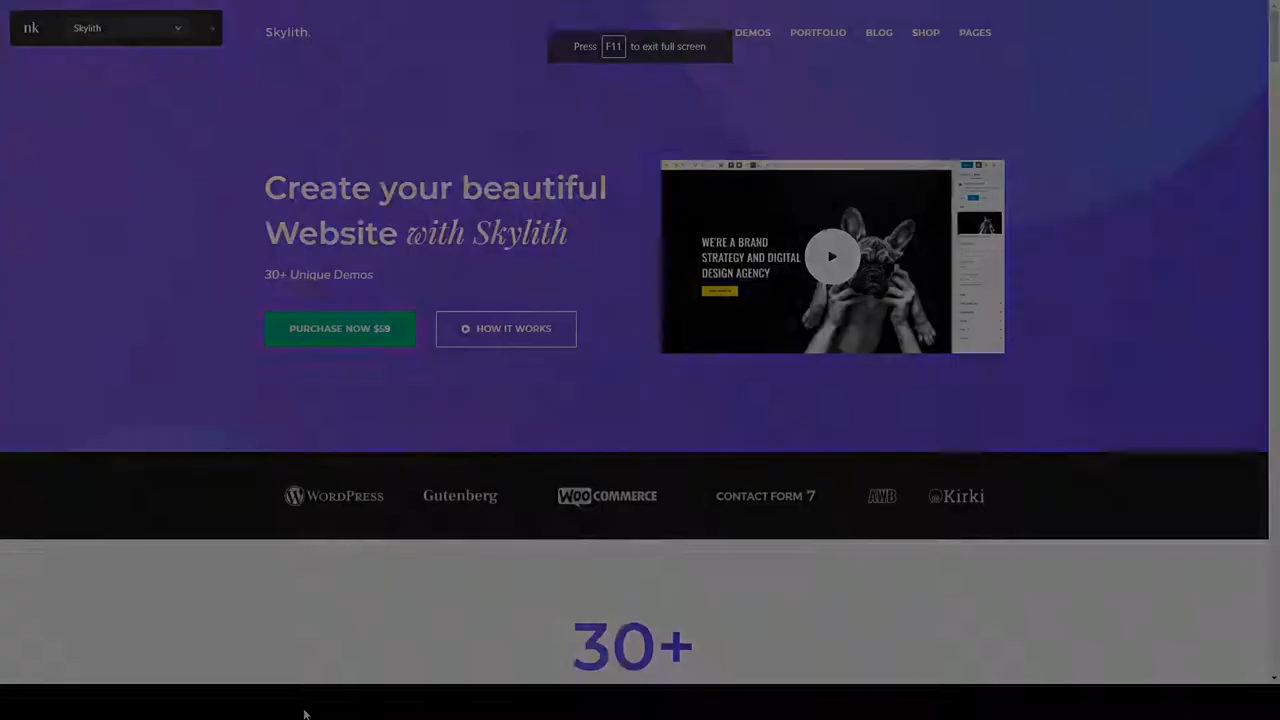 nk
Skylith
Skylith.
Press F11 to exit full screen
DEMOS
PORTFOLIO
BLOG
SHOP
PAGES
Create your beautiful
Website with Skylith
30+ Unique Demos
PURCHASE NOW $59
HOW IT WORKS
WE'RE A BRAND
STRATEGY AND DIGITAL
DESIGN AGENCY
WORDPRESS
Gutenberg
WOOCOMMERCE
CONTACT FORM 7
AWB
Kirki
30+